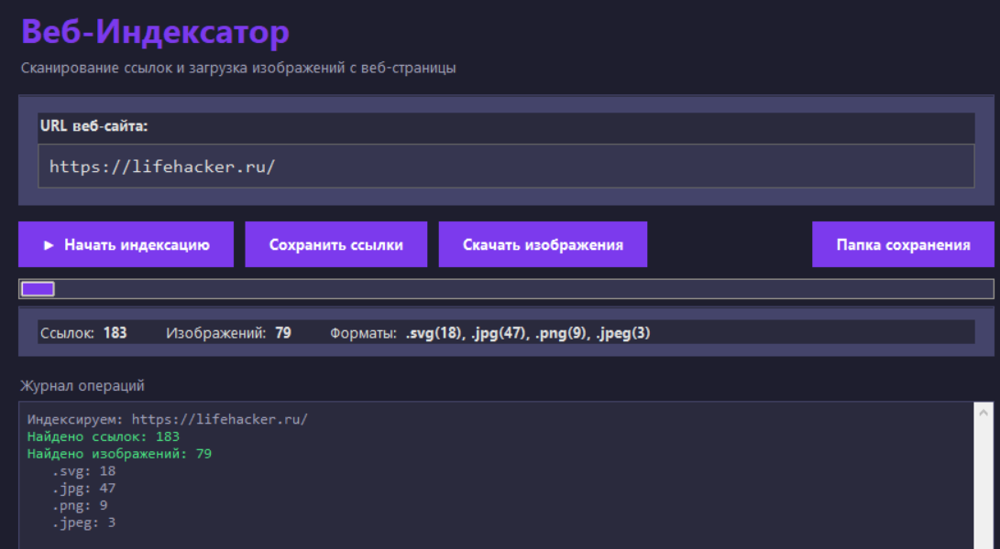 Веб-Индексатор
Сканирование ссылок и загрузка изображений с веб-страницы
URL веб-сайта:
https://lifehacker.ru/
► Начать индексацию Сохранить ссылки Скачать изображения Папка сохранения
Ссылок: 183 Изображений: 79 Форматы: .svg(18), .jpg(47), .png(9), .jpeg(3)
Журнал операций
Индексируем: https://lifehacker.ru/
Найдено ссылок: 183
Найдено изображений: 79
.svg: 18
.jpg: 47
.png: 9
.jpeg: 3